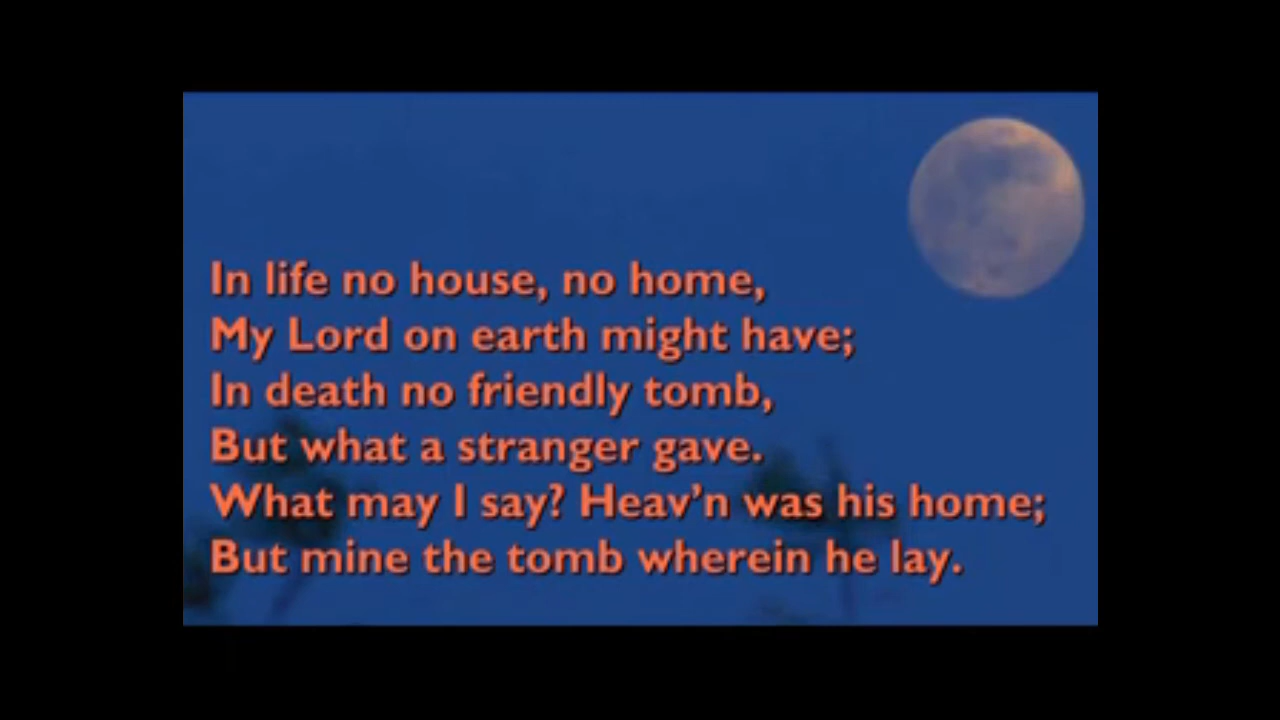 In life no house, no home,
My Lord on earth might have;
In death no friendly tomb,
But what a stranger gave.
What may I say? Heav’n was his home;
But mine the tomb wherein he lay.